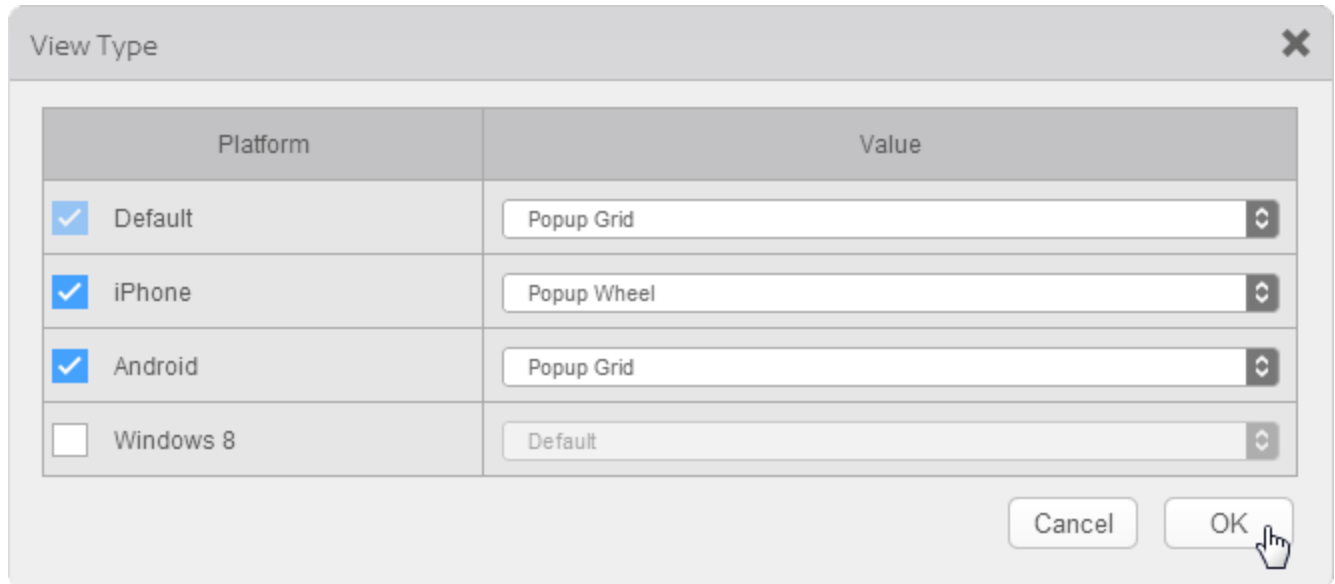 View Type
Platform Value
Default Popup Grid
iPhone Popup Wheel
Android Popup Grid
Windows 8 Default
Cancel OK